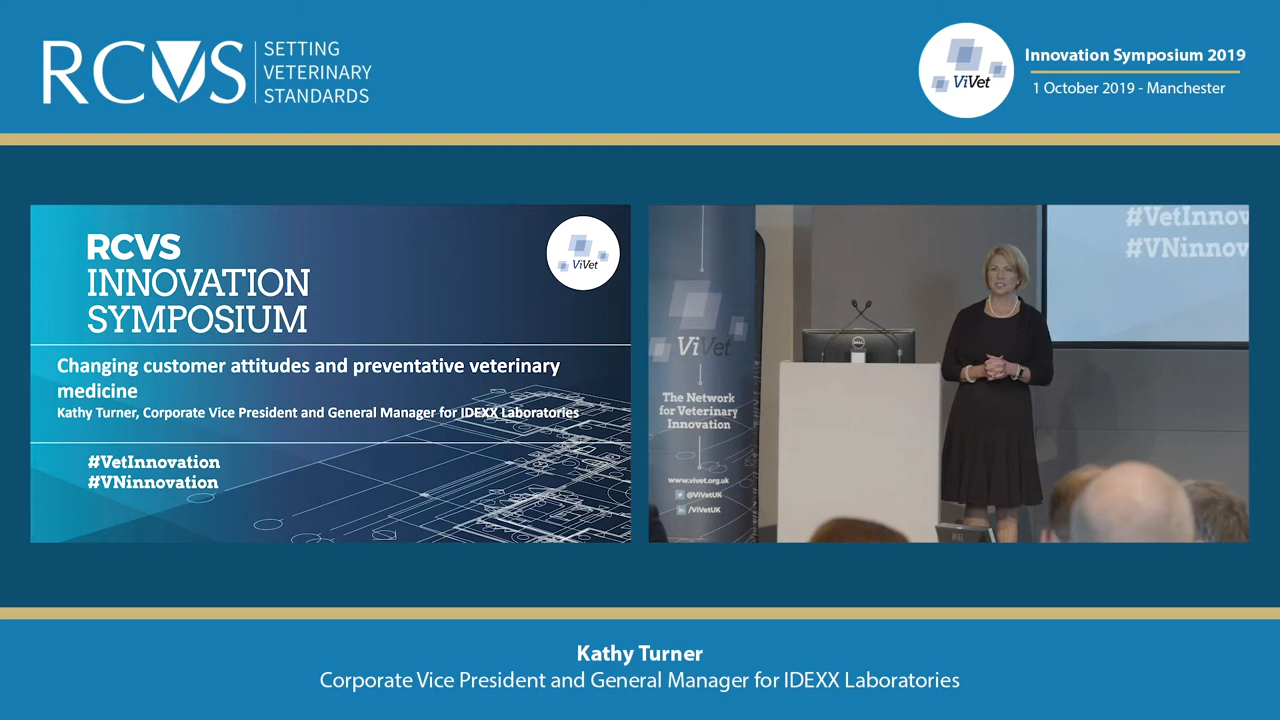 RCVS
SETTING
VETERINARY
STANDARDS
ViVet
Innovation Symposium 2019
1 October 2019 - Manchester
RCVS
INNOVATION
SYMPOSIUM
ViVet
Changing customer attitudes and preventative veterinary
medicine
Kathy Turner, Corporate Vice President and General Manager for IDEXX Laboratories
#VetInnovation
#VNinnovation
ViVet
The Network
for Veterinary
Innovation
www.vivet.org.uk
@ViVetUK
/ViVetUK
DELL
#VetInnov
#VNinnov
DELL
Kathy Turner
Corporate Vice President and General Manager for IDEXX Laboratories